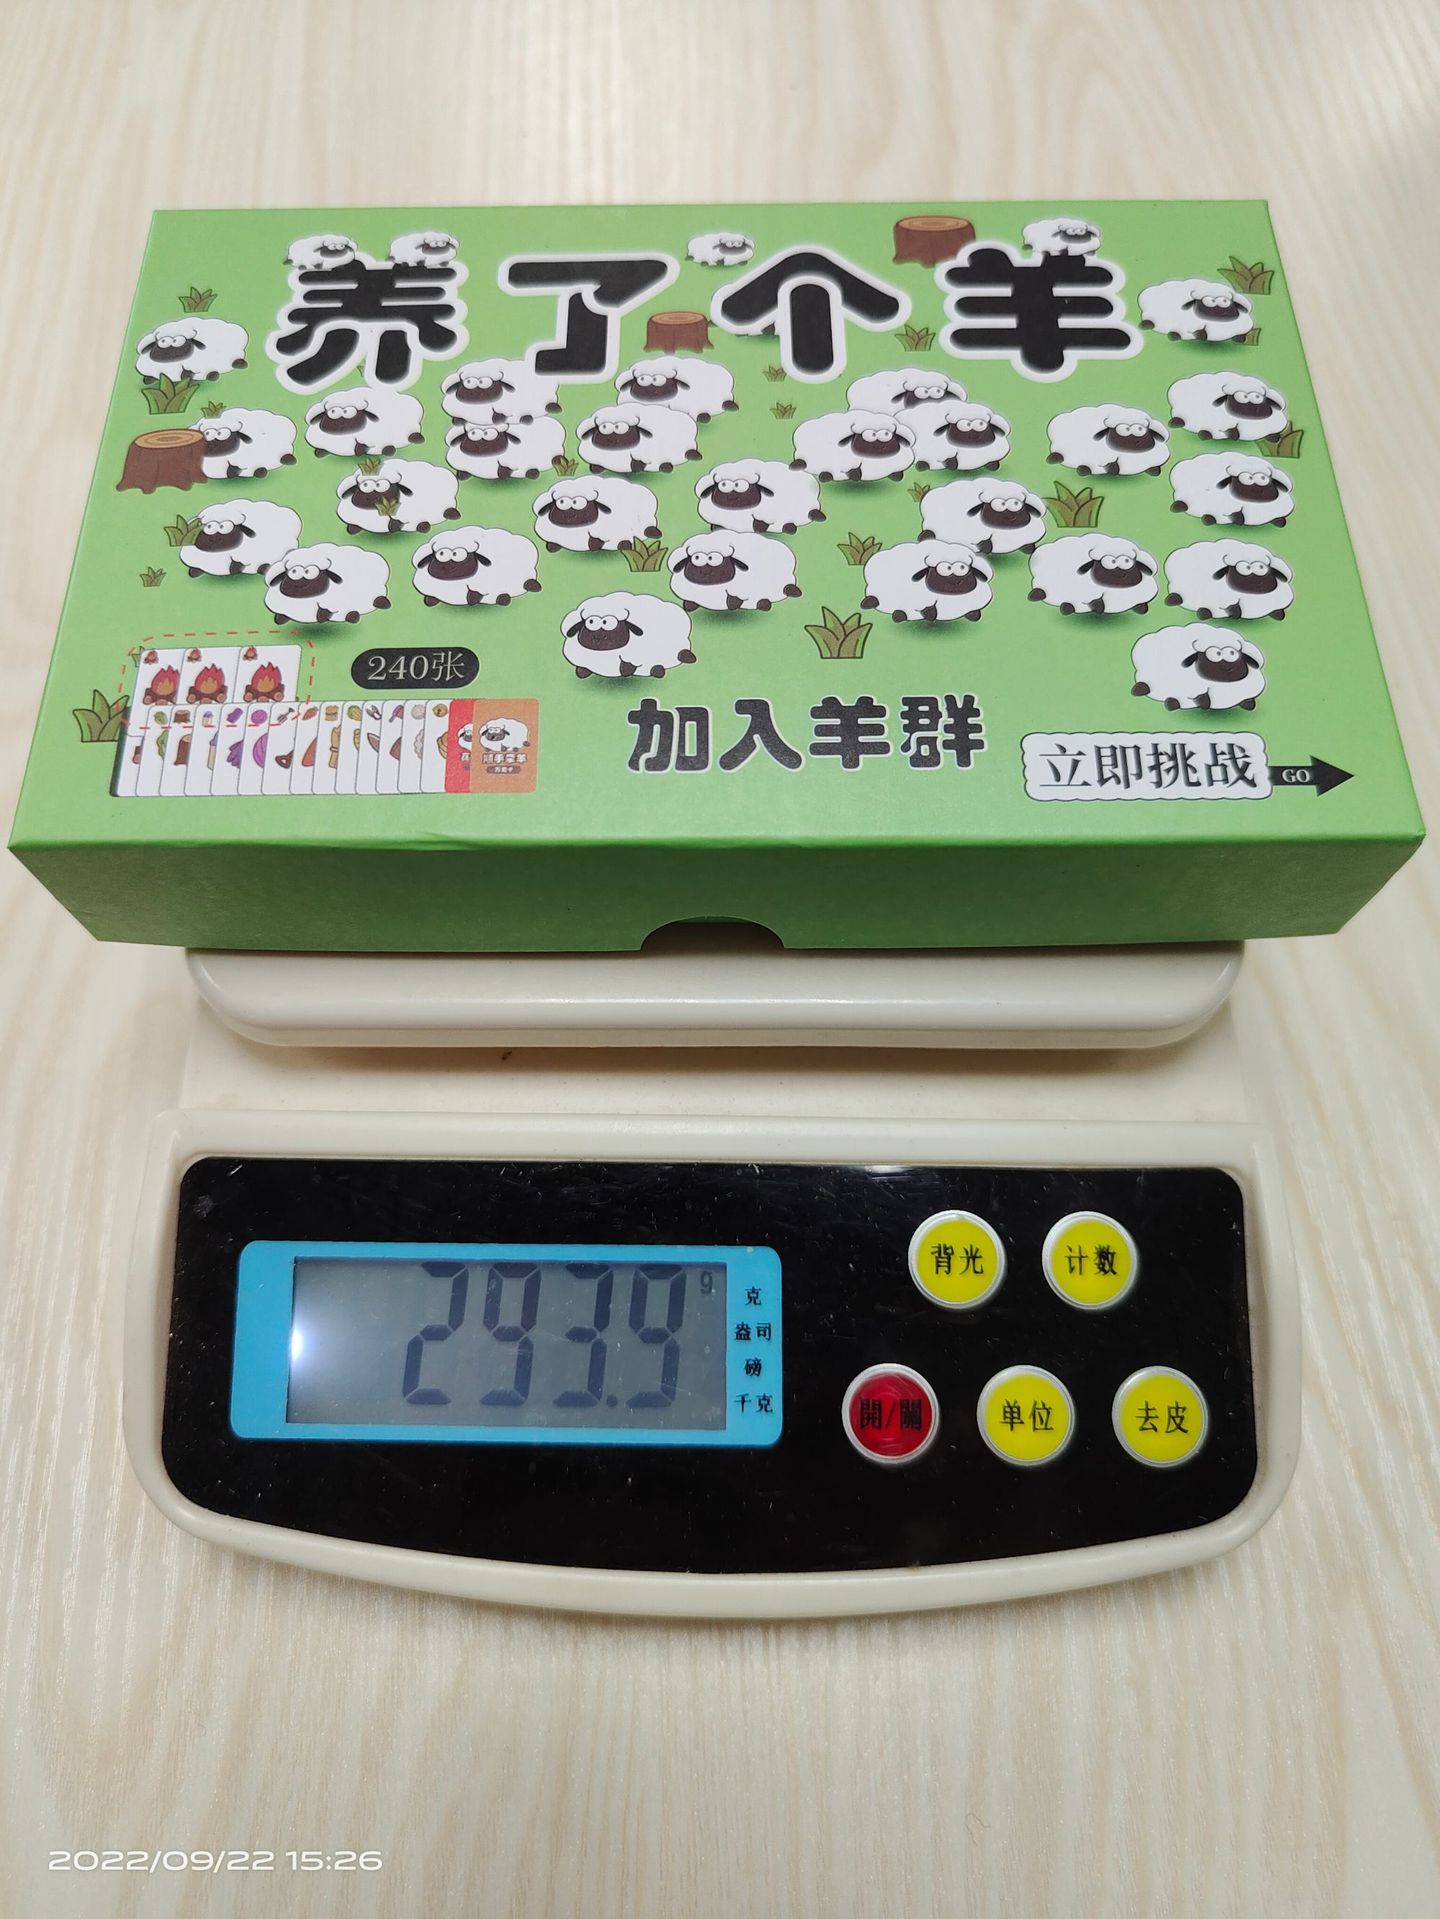 养了个羊
240张
加入羊群
立即挑战
GO
293.9 g
克
盎司
磅
千克
背光
计数
開/關
单位
去皮
2022/09/22 15:26